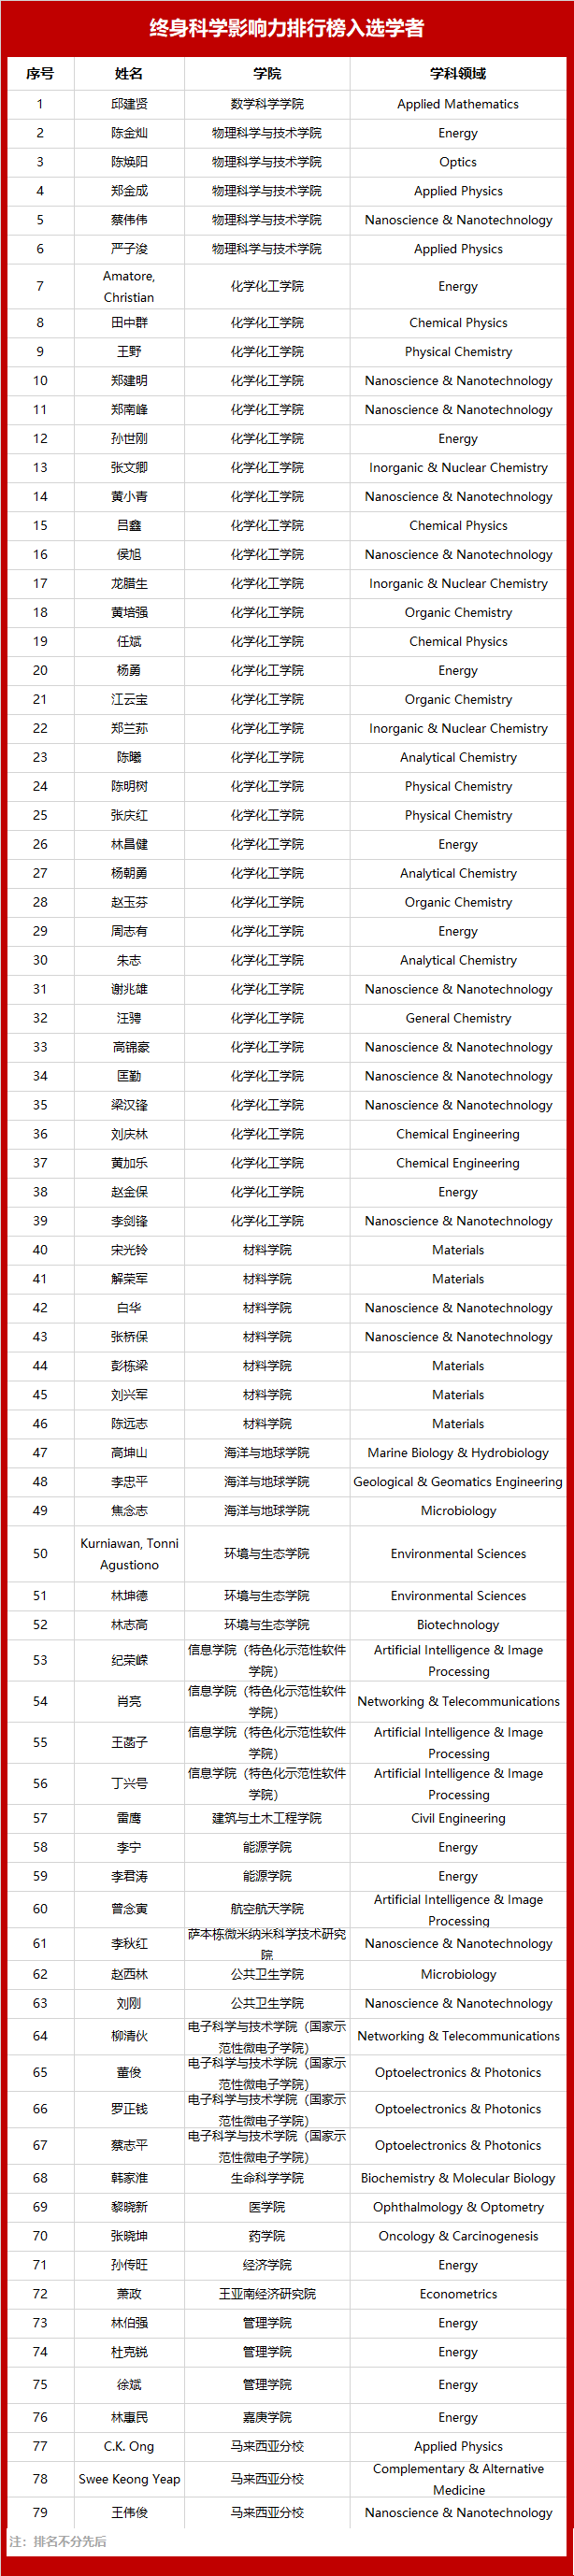 终身科学影响力排行榜入选学者
序号 姓名 学院 学科领域
1 邱建贤 数学科学学院 Applied Mathematics
2 陈金灿 物理科学与技术学院 Energy
3 陈焕阳 物理科学与技术学院 Optics
4 郑金成 物理科学与技术学院 Applied Physics
5 蔡伟伟 物理科学与技术学院 Nanoscience & Nanotechnology
6 严子浚 物理科学与技术学院 Applied Physics
7 Amatore, Christian 化学化工学院 Energy
8 田中群 化学化工学院 Chemical Physics
9 王野 化学化工学院 Physical Chemistry
10 郑建明 化学化工学院 Nanoscience & Nanotechnology
11 郑南峰 化学化工学院 Nanoscience & Nanotechnology
12 孙世刚 化学化工学院 Energy
13 张文卿 化学化工学院 Inorganic & Nuclear Chemistry
14 黄小青 化学化工学院 Nanoscience & Nanotechnology
15 吕鑫 化学化工学院 Chemical Physics
16 侯旭 化学化工学院 Nanoscience & Nanotechnology
17 龙腊生 化学化工学院 Inorganic & Nuclear Chemistry
18 黄培强 化学化工学院 Organic Chemistry
19 任斌 化学化工学院 Chemical Physics
20 杨勇 化学化工学院 Energy
21 江云宝 化学化工学院 Organic Chemistry
22 郑兰荪 化学化工学院 Inorganic & Nuclear Chemistry
23 陈曦 化学化工学院 Analytical Chemistry
24 陈明树 化学化工学院 Physical Chemistry
25 张庆红 化学化工学院 Physical Chemistry
26 林昌健 化学化工学院 Energy
27 杨朝勇 化学化工学院 Analytical Chemistry
28 赵玉芬 化学化工学院 Organic Chemistry
29 周志有 化学化工学院 Energy
30 朱志 化学化工学院 Analytical Chemistry
31 谢兆雄 化学化工学院 Nanoscience & Nanotechnology
32 汪骋 化学化工学院 General Chemistry
33 高锦豪 化学化工学院 Nanoscience & Nanotechnology
34 匡勤 化学化工学院 Nanoscience & Nanotechnology
35 梁汉锋 化学化工学院 Nanoscience & Nanotechnology
36 刘庆林 化学化工学院 Chemical Engineering
37 黄加乐 化学化工学院 Chemical Engineering
38 赵金保 化学化工学院 Energy
39 李剑锋 化学化工学院 Nanoscience & Nanotechnology
40 宋光铃 材料学院 Materials
41 解荣军 材料学院 Materials
42 白华 材料学院 Nanoscience & Nanotechnology
43 张桥保 材料学院 Nanoscience & Nanotechnology
44 彭栋梁 材料学院 Materials
45 刘兴军 材料学院 Materials
46 陈远志 材料学院 Materials
47 高坤山 海洋与地球学院 Marine Biology & Hydrobiology
48 李忠平 海洋与地球学院 Geological & Geomatics Engineering
49 焦念志 海洋与地球学院 Microbiology
50 Kurniawan, Tonni Agustiono 环境与生态学院 Environmental Sciences
51 林坤德 环境与生态学院 Environmental Sciences
52 林志高 环境与生态学院 Biotechnology
53 纪荣嵘 信息学院（特色化示范性软件学院） Artificial Intelligence & Image Processing
54 肖亮 信息学院（特色化示范性软件学院） Networking & Telecommunications
55 王菡子 信息学院（特色化示范性软件学院） Artificial Intelligence & Image Processing
56 丁兴号 信息学院（特色化示范性软件学院） Artificial Intelligence & Image Processing
57 雷鹰 建筑与土木工程学院 Civil Engineering
58 李宁 能源学院 Energy
59 李君涛 能源学院 Energy
60 曾念寅 航空航天学院 Artificial Intelligence & Image Processing
61 李秋红 萨本栋微米纳米科学技术研究院 Nanoscience & Nanotechnology
62 赵西林 公共卫生学院 Microbiology
63 刘刚 公共卫生学院 Nanoscience & Nanotechnology
64 柳清伙 电子科学与技术学院（国家示范性微电子学院） Networking & Telecommunications
65 董俊 电子科学与技术学院（国家示范性微电子学院） Optoelectronics & Photonics
66 罗正钱 电子科学与技术学院（国家示范性微电子学院） Optoelectronics & Photonics
67 蔡志平 电子科学与技术学院（国家示范性微电子学院） Optoelectronics & Photonics
68 韩家淮 生命科学学院 Biochemistry & Molecular Biology
69 黎晓新 医学院 Ophthalmology & Optometry
70 张晓坤 药学院 Oncology & Carcinogenesis
71 孙传旺 经济学院 Energy
72 萧政 王亚南经济研究院 Econometrics
73 林伯强 管理学院 Energy
74 杜克锐 管理学院 Energy
75 徐斌 管理学院 Energy
76 林惠民 嘉庚学院 Energy
77 C.K. Ong 马来西亚分校 Applied Physics
78 Swee Keong Yeap 马来西亚分校 Complementary & Alternative Medicine
79 王伟俊 马来西亚分校 Nanoscience & Nanotechnology
注：排名不分先后